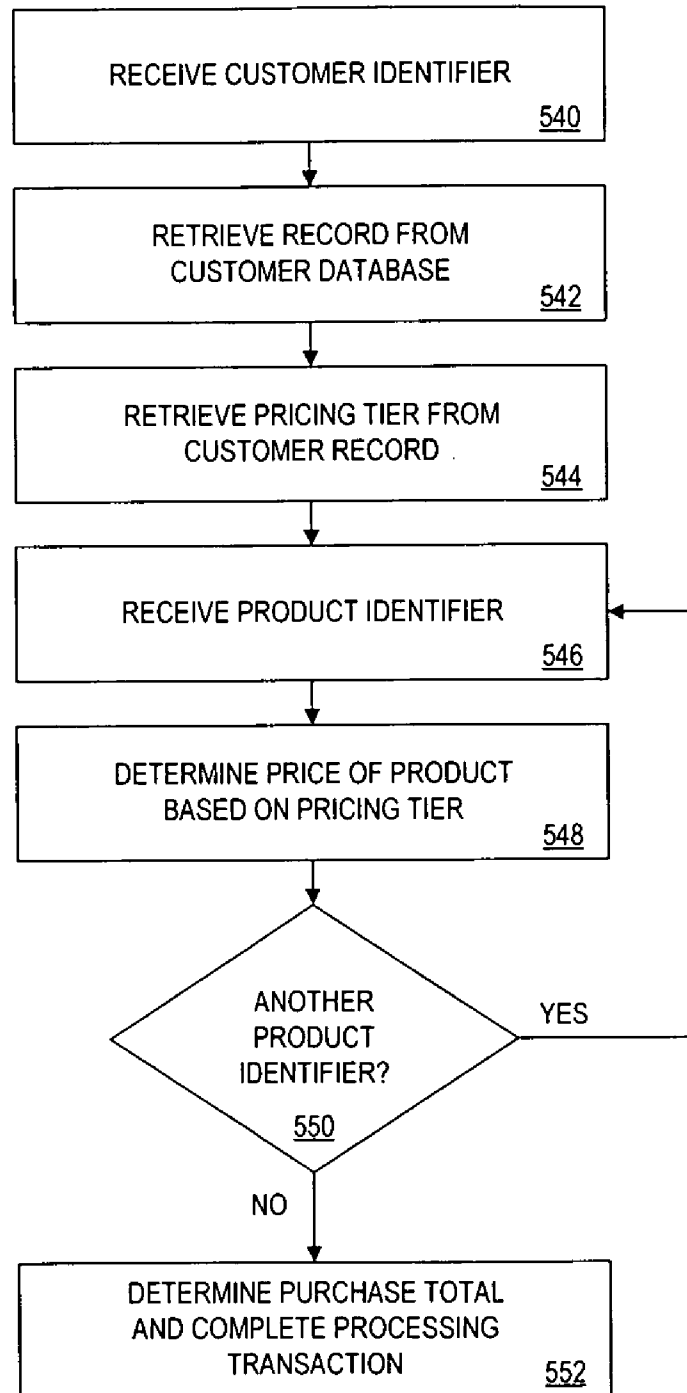 RECEIVE CUSTOMER IDENTIFIER
540
RETRIEVE RECORD FROM
CUSTOMER DATABASE
542
RETRIEVE PRICING TIER FROM
CUSTOMER RECORD
544
RECEIVE PRODUCT IDENTIFIER
546
DETERMINE PRICE OF PRODUCT
BASED ON PRICING TIER
548
ANOTHER
PRODUCT
IDENTIFIER?
550
YES
NO
DETERMINE PURCHASE TOTAL
AND COMPLETE PROCESSING
TRANSACTION
552